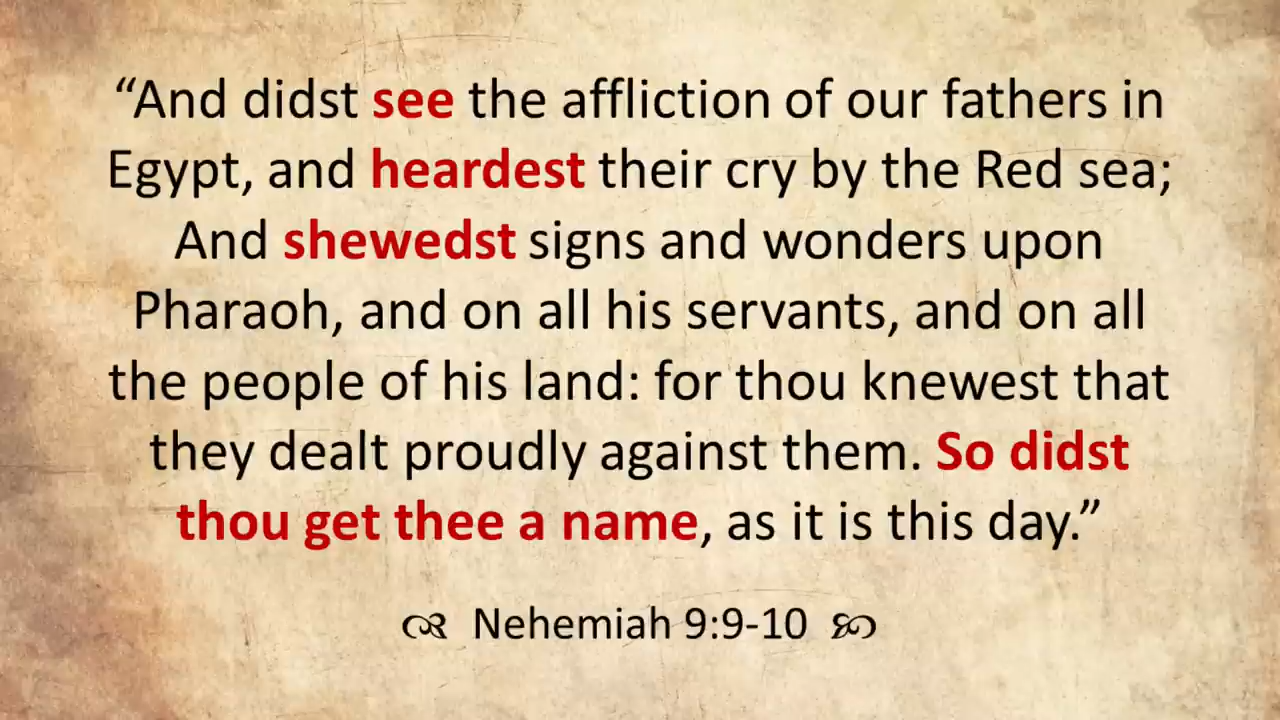 “And didst see the affliction of our fathers in
Egypt, and heardest their cry by the Red sea;
And shewedst signs and wonders upon
Pharaoh, and on all his servants, and on all
the people of his land: for thou knewest that
they dealt proudly against them. So didst
thou get thee a name, as it is this day.”
Nehemiah 9:9-10